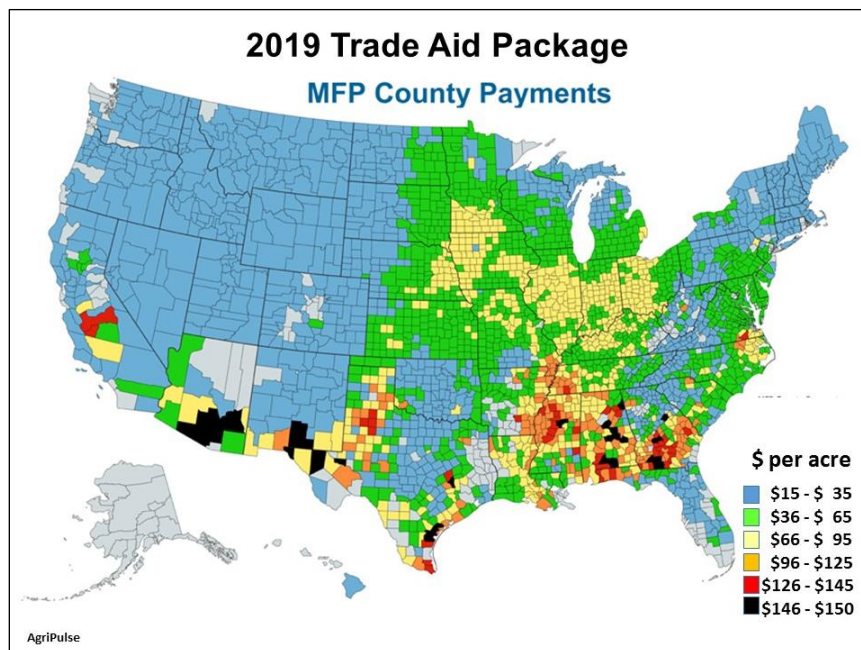 2019 Trade Aid Package
MFP County Payments
$ per acre
$15 - $ 35
$36 - $ 65
$66 - $ 95
$96 - $125
$126 - $145
$146 - $150
AgriPulse